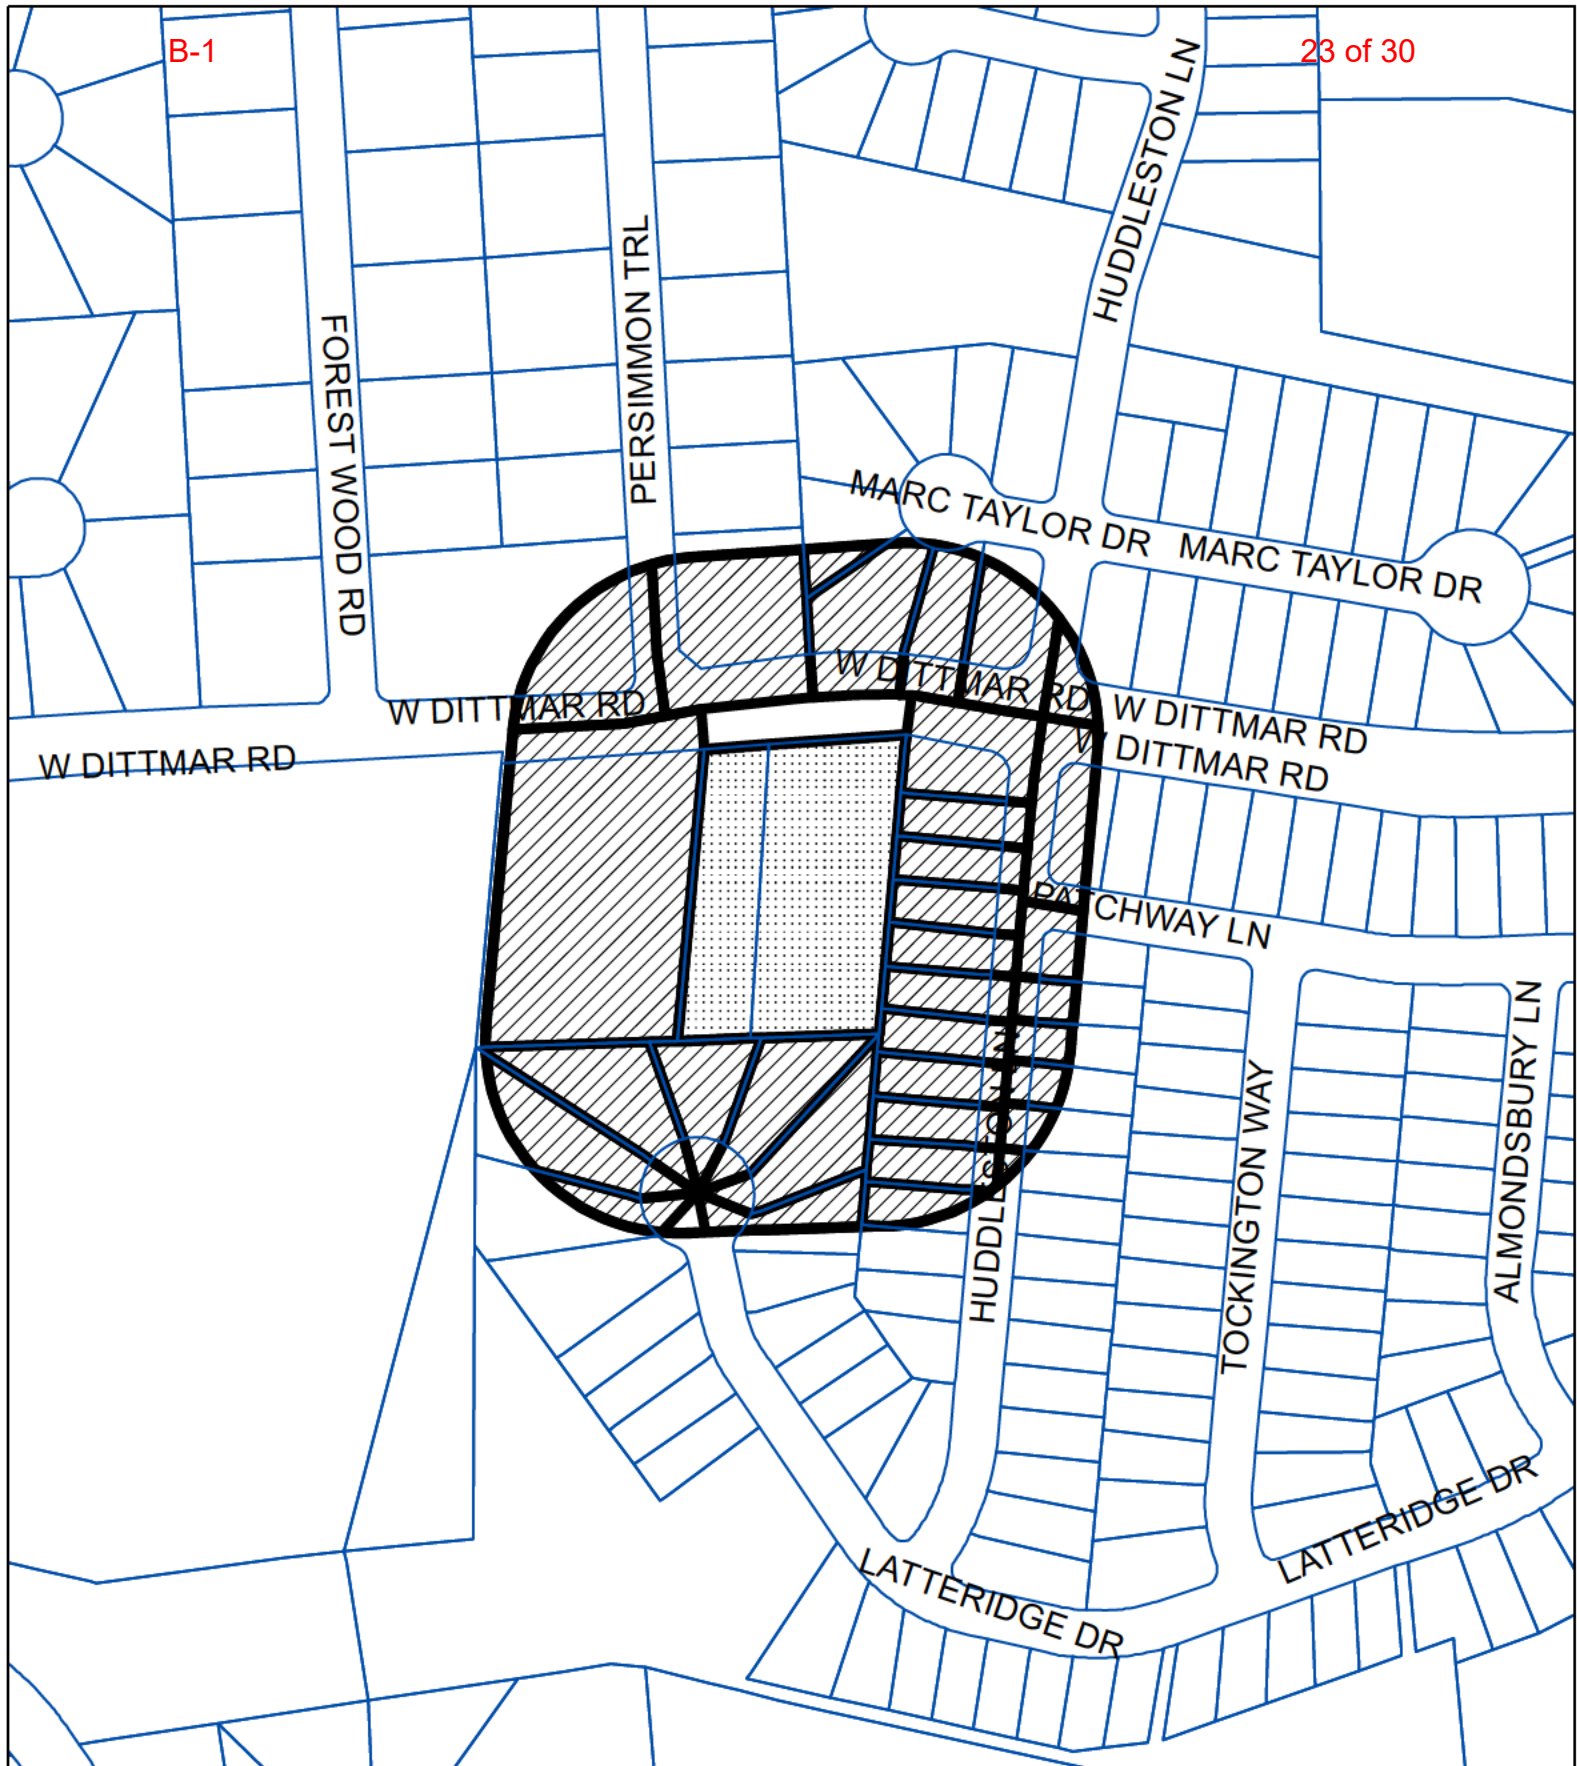 B-1
23 of 30
HUDDLESTON LN
PERSIMMON TRL
FOREST WOOD RD
MARC TAYLOR DR
MARC TAYLOR DR
W DITTMAR RD
W DITTMAR RD
W DITTMAR RD
W DITTMAR RD
W DITTMAR RD
PATCHWAY LN
HUDDLESTON LN
TOCKINGTON WAY
ALMONDSBURY LN
LATTERIDGE DR
LATTERIDGE DR